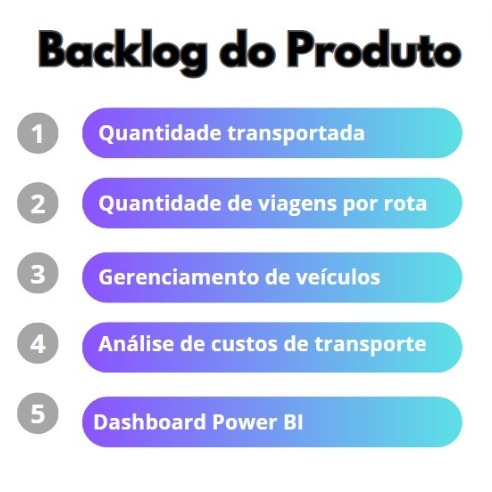 Backlog do Produto
1 Quantidade transportada
2 Quantidade de viagens por rota
3 Gerenciamento de veículos
4 Análise de custos de transporte
5 Dashboard Power BI